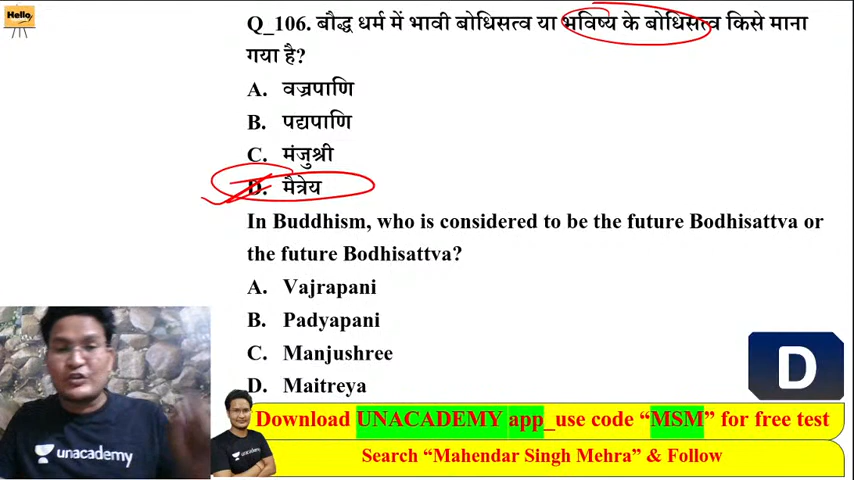 Hello
Q_106. बौद्ध धर्म में भावी बोधिसत्व या भविष्य के बोधिसत्व किसे माना
गया है?
A. वज्रपाणि
B. पद्यपाणि
C. मंजुश्री
D. मैत्रेय
In Buddhism, who is considered to be the future Bodhisattva or
the future Bodhisattva?
A. Vajrapani
B. Padyapani
C. Manjushree
D. Maitreya
D
unacademy
Download UNACADEMY app_use code “MSM” for free test
Search “Mahendar Singh Mehra” & Follow